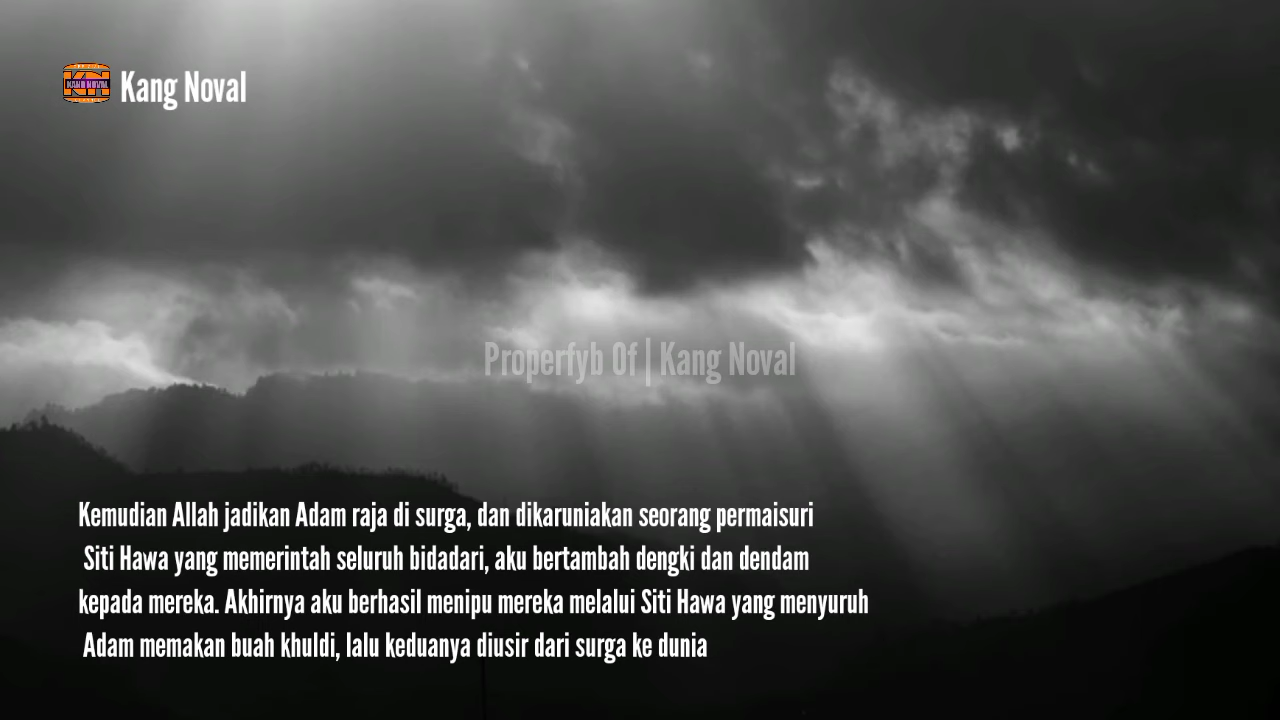 Kang Noval
Properfyb Of | Kang Noval
Kemudian Allah jadikan Adam raja di surga, dan dikaruniakan seorang permaisuri
Siti Hawa yang memerintah seluruh bidadari, aku bertambah dengki dan dendam
kepada mereka. Akhirnya aku berhasil menipu mereka melalui Siti Hawa yang menyuruh
Adam memakan buah khuldi, lalu keduanya diusir dari surga ke dunia